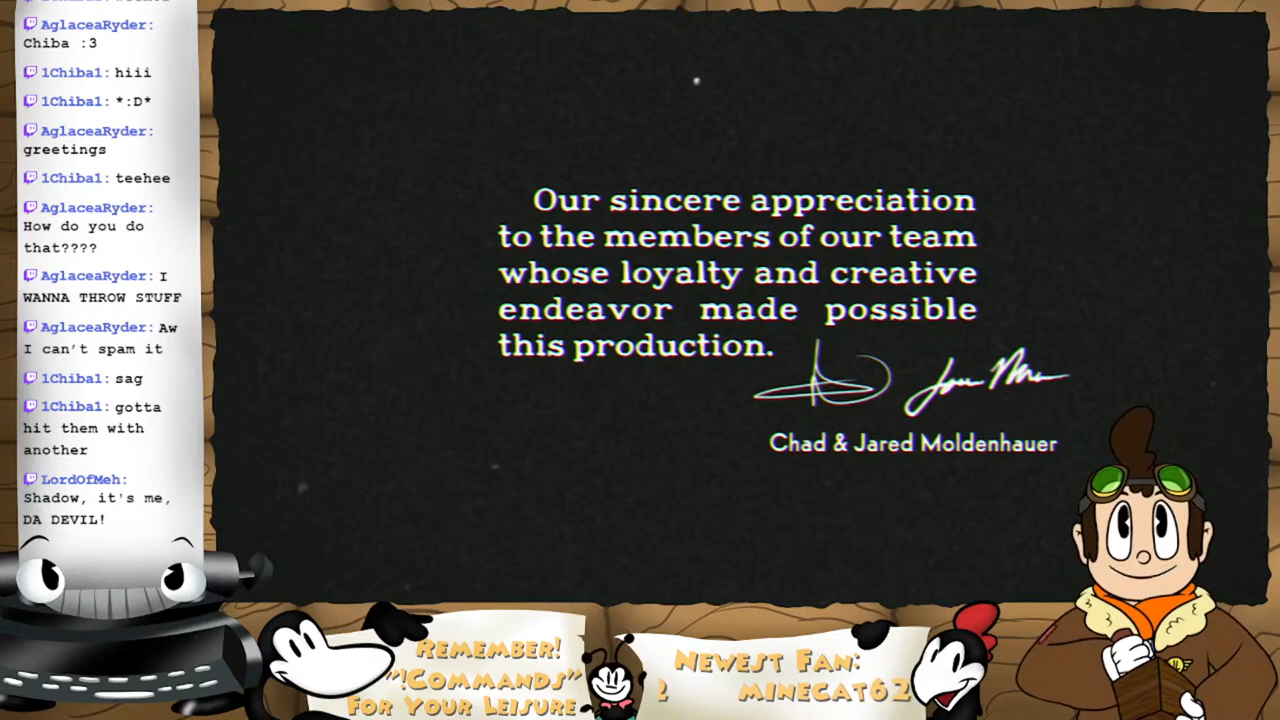 AglaceaRyder:
Chiba :3
1Chiba1: hiii
1Chiba1: *:D*
AglaceaRyder:
greetings
1Chiba1: teehee
AglaceaRyder:
How do you do
that????
AglaceaRyder: I
WANNA THROW STUFF
AglaceaRyder: Aw
I can't spam it
1Chiba1: sag
1Chiba1: gotta
hit them with
another
LordOfMeh:
Shadow, it's me,
DA DEVIL!
Our sincere appreciation
to the members of our team
whose loyalty and creative
endeavor made possible
this production.
Chad & Jared Moldenhauer
Remember!
"!Commands"
For Your Leisure
Newest Fan:
2 minecat62